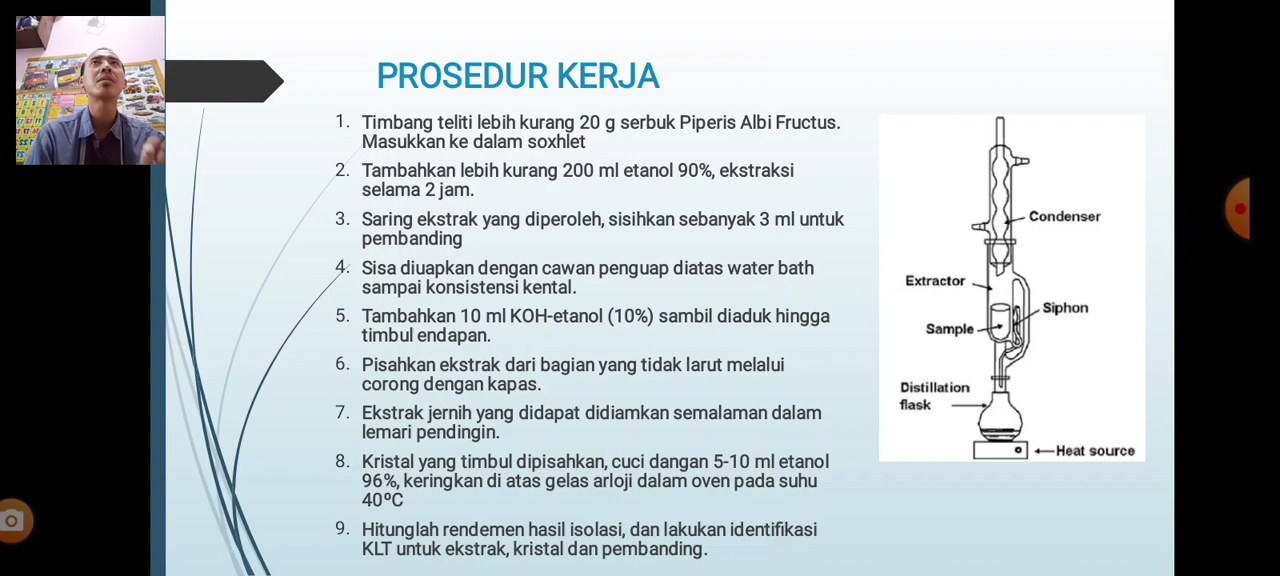 PROSEDUR KERJA
1. Timbang teliti lebih kurang 20 g serbuk Piperis Albi Fructus.
Masukkan ke dalam soxhlet
2. Tambahkan lebih kurang 200 ml etanol 90%, ekstraksi
selama 2 jam.
3. Saring ekstrak yang diperoleh, sisihkan sebanyak 3 ml untuk
pembanding
4. Sisa diuapkan dengan cawan penguap diatas water bath
sampai konsistensi kental.
5. Tambahkan 10 ml KOH-etanol (10%) sambil diaduk hingga
timbul endapan.
6. Pisahkan ekstrak dari bagian yang tidak larut melalui
corong dengan kapas.
7. Ekstrak jernih yang didapat didiamkan semalaman dalam
lemari pendingin.
8. Kristal yang timbul dipisahkan, cuci dangan 5-10 ml etanol
96%, keringkan di atas gelas arloji dalam oven pada suhu
40ºC
9. Hitunglah rendemen hasil isolasi, dan lakukan identifikasi
KLT untuk ekstrak, kristal dan pembanding.
Condenser
Extractor
Siphon
Sample
Distillation
flask
Heat source